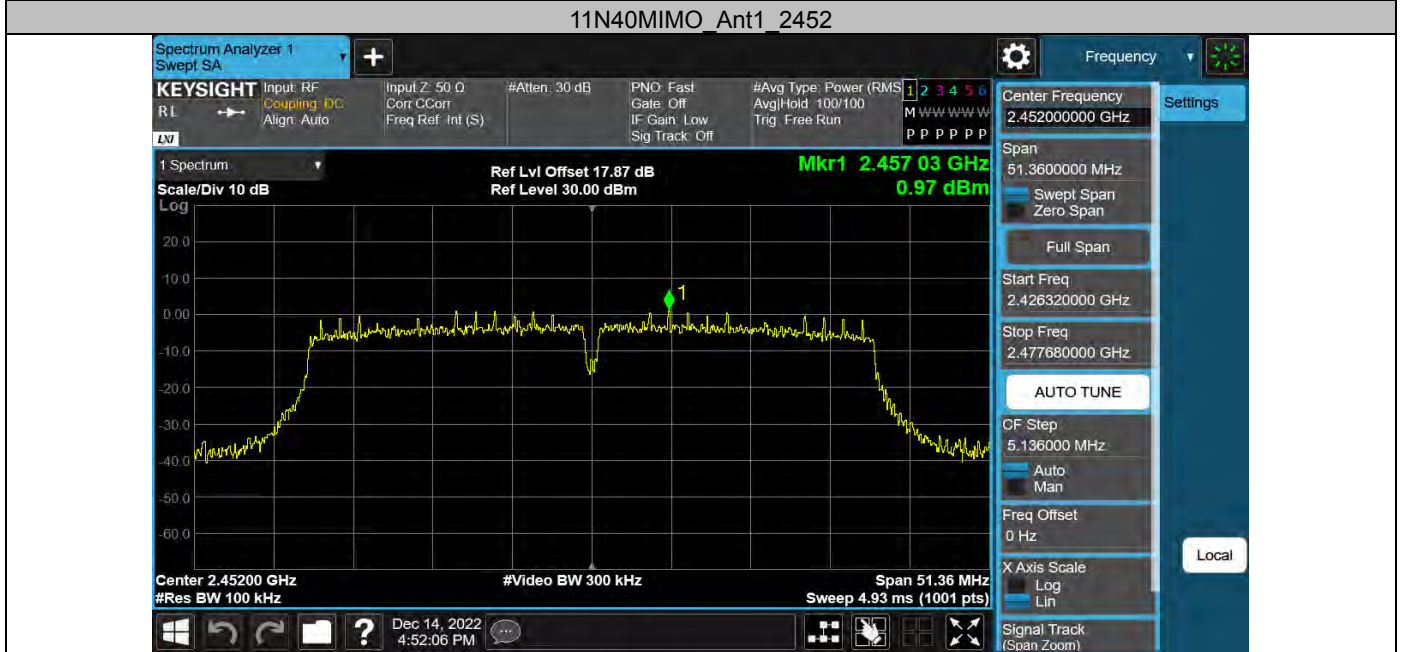 11N40MIMO_Ant1_2452
Spectrum Analyzer 1
Swept SA
Frequency
KEYSIGHT
RL
LXI
Input: RF
Coupling: DC
Align: Auto
Input Z: 50 Ω
Corr CCorr
Freq Ref: Int (S)
#Atten: 30 dB
PNO: Fast
Gate: Off
IF Gain: Low
Sig Track: Off
#Avg Type: Power (RMS
Avg|Hold: 100/100
Trig: Free Run
1 2 3 4 5 6
M W W W W W
P P P P P P
1 Spectrum
Scale/Div 10 dB
Log
Ref Lvl Offset 17.87 dB
Ref Level 30.00 dBm
Mkr1 2.457 03 GHz
0.97 dBm
20.0
10.0
0.00
-10.0
-20.0
-30.0
-40.0
-50.0
-60.0
1
Center 2.45200 GHz
#Res BW 100 kHz
#Video BW 300 kHz
Span 51.36 MHz
Sweep 4.93 ms (1001 pts)
Dec 14, 2022
4:52:06 PM
Center Frequency
2.452000000 GHz
Span
51.3600000 MHz
Swept Span
Zero Span
Full Span
Start Freq
2.426320000 GHz
Stop Freq
2.477680000 GHz
AUTO TUNE
CF Step
5.136000 MHz
Auto
Man
Freq Offset
0 Hz
X Axis Scale
Log
Lin
Signal Track
(Span Zoom)
Settings
Local